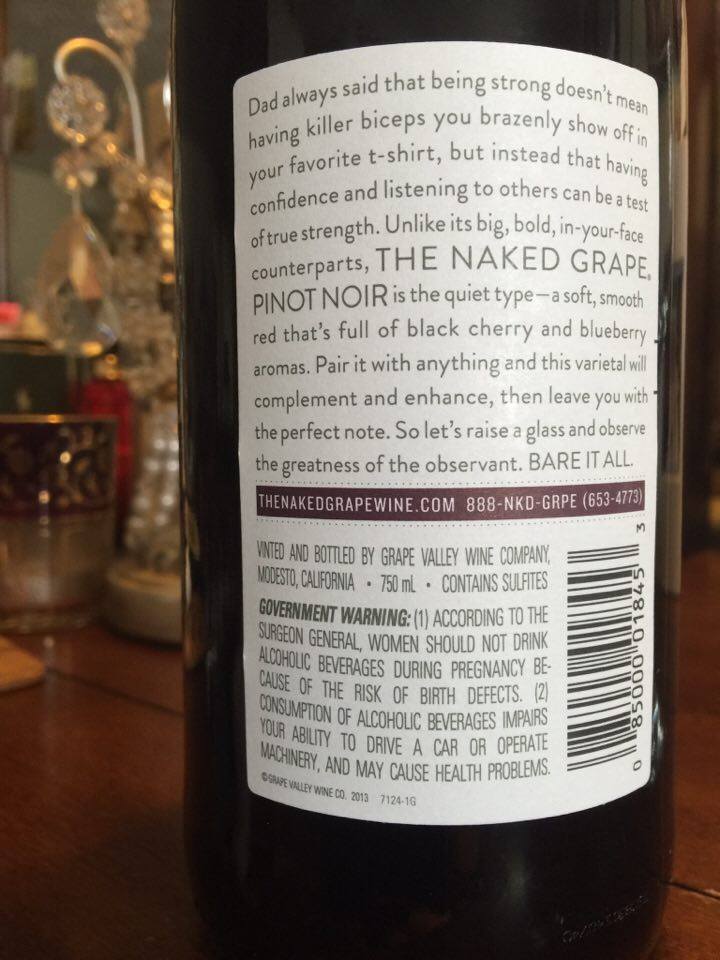 Dad always said that being strong doesn't mean
having killer biceps you brazenly show off in
your favorite t-shirt, but instead that having
confidence and listening to others can be a test
of true strength. Unlike its big, bold, in-your-face
counterparts, THE NAKED GRAPE®
PINOT NOIR is the quiet type—a soft, smooth
red that's full of black cherry and blueberry
aromas. Pair it with anything and this varietal will
complement and enhance, then leave you with
the perfect note. So let's raise a glass and observe
the greatness of the observant. BARE IT ALL.
THENAKEDGRAPEWINE.COM 888-NKD-GRPE (653-4773)
VINTED AND BOTTLED BY GRAPE VALLEY WINE COMPANY,
MODESTO, CALIFORNIA • 750 mL • CONTAINS SULFITES
GOVERNMENT WARNING: (1) ACCORDING TO THE
SURGEON GENERAL, WOMEN SHOULD NOT DRINK
ALCOHOLIC BEVERAGES DURING PREGNANCY BE-
CAUSE OF THE RISK OF BIRTH DEFECTS. (2)
CONSUMPTION OF ALCOHOLIC BEVERAGES IMPAIRS
YOUR ABILITY TO DRIVE A CAR OR OPERATE
MACHINERY, AND MAY CAUSE HEALTH PROBLEMS.
©GRAPE VALLEY WINE CO. 2013 7124-1G
0 85000 01845 3